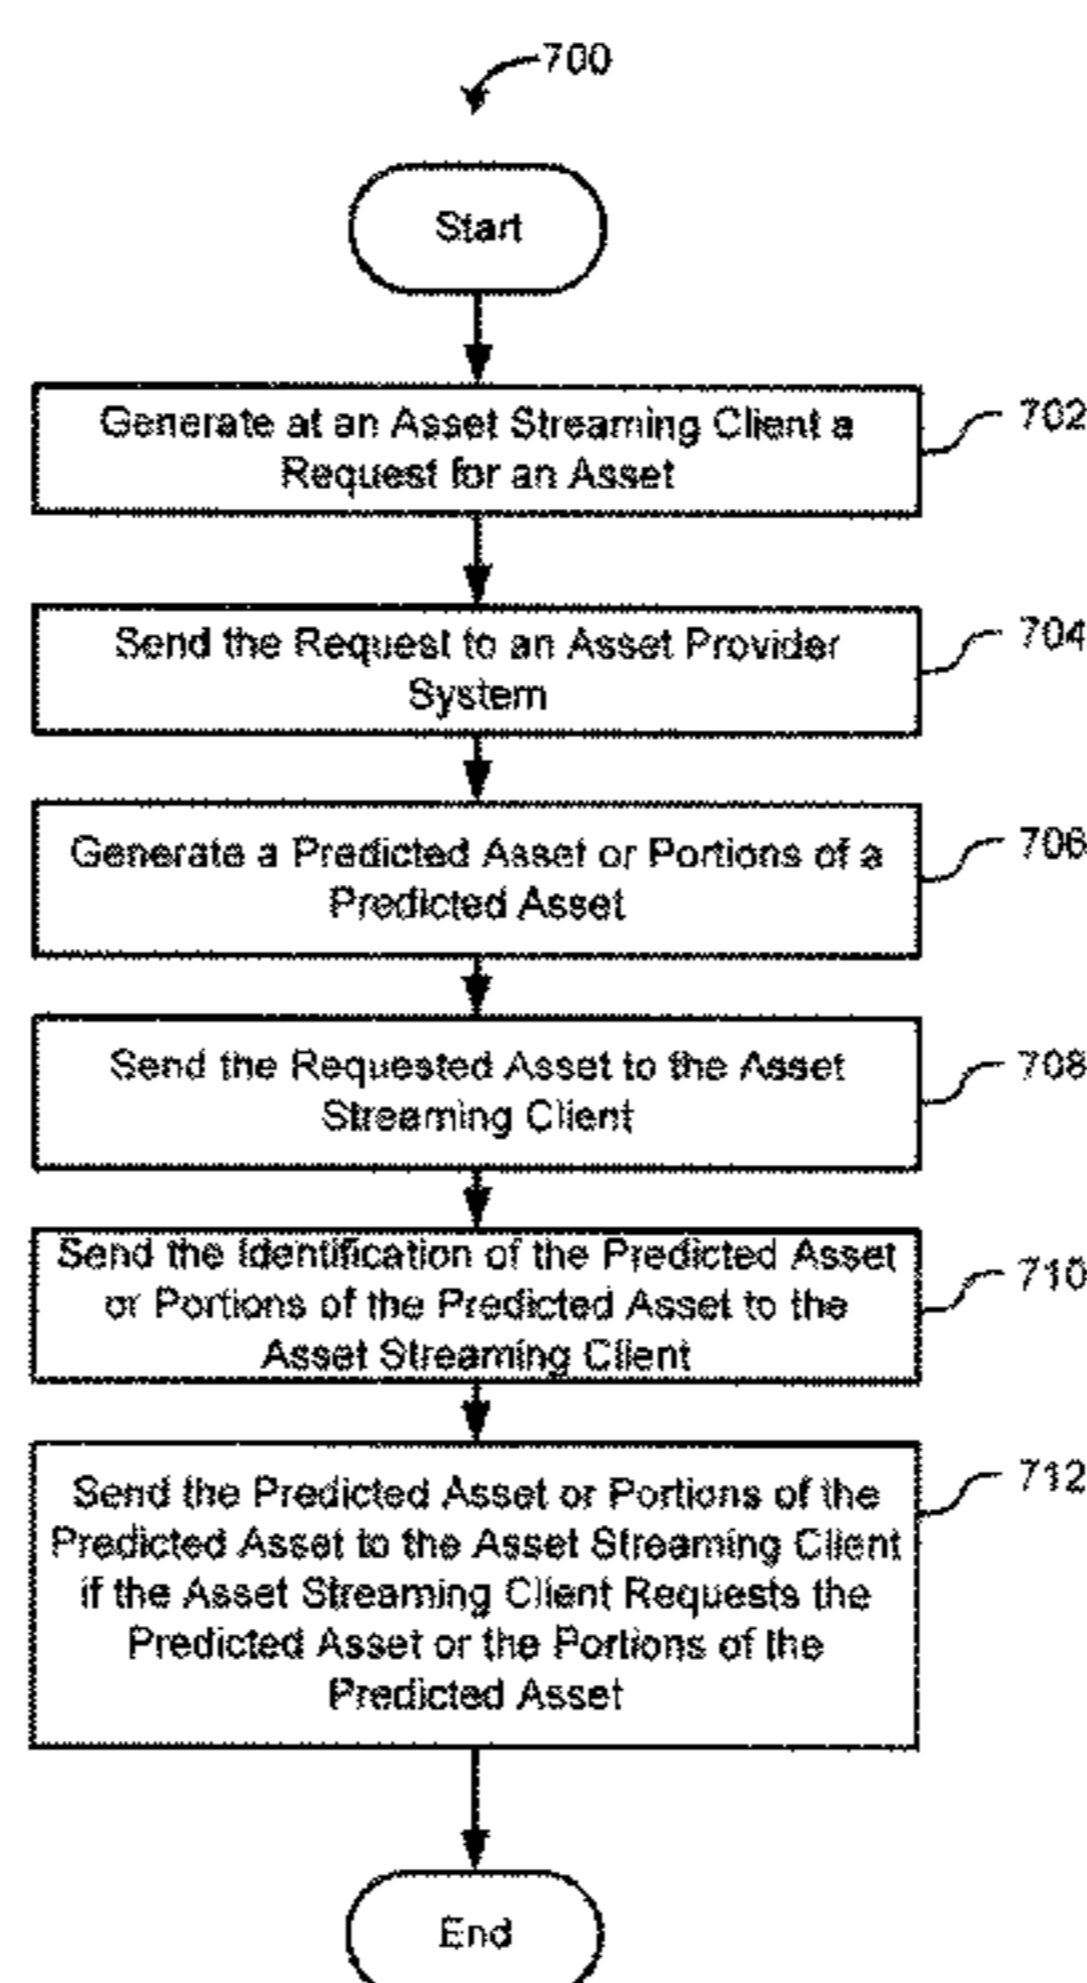 700
Start
Generate at an Asset Streaming Client a
Request for an Asset
702
Send the Request to an Asset Provider
System
704
Generate a Predicted Asset or Portions of a
Predicted Asset
706
Send the Requested Asset to the Asset
Streaming Client
708
Send the Identification of the Predicted Asset
or Portions of the Predicted Asset to the
Asset Streaming Client
710
Send the Predicted Asset or Portions of the
Predicted Asset to the Asset Streaming Client
if the Asset Streaming Client Requests the
Predicted Asset or the Portions of the
Predicted Asset
712
End